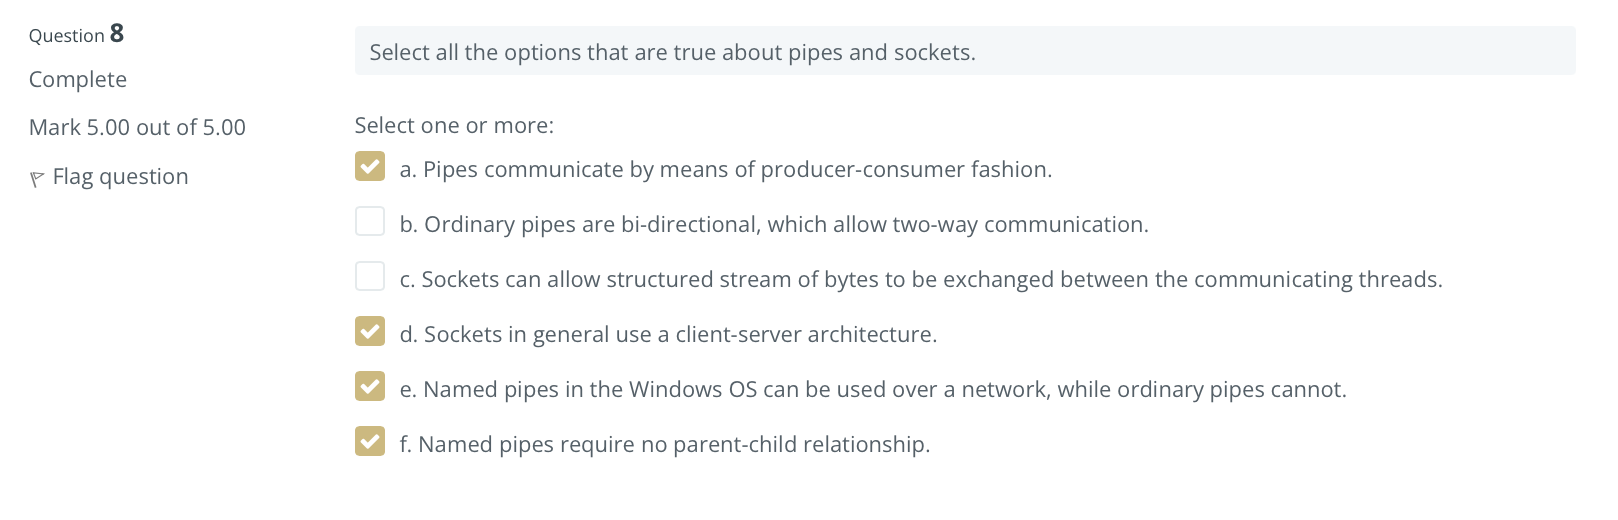 Question 8
Complete
Mark 5.00 out of 5.00
Flag question
Select all the options that are true about pipes and sockets.
Select one or more:
a. Pipes communicate by means of producer-consumer fashion.
b. Ordinary pipes are bi-directional, which allow two-way communication.
c. Sockets can allow structured stream of bytes to be exchanged between the communicating threads.
d. Sockets in general use a client-server architecture.
e. Named pipes in the Windows OS can be used over a network, while ordinary pipes cannot.
f. Named pipes require no parent-child relationship.